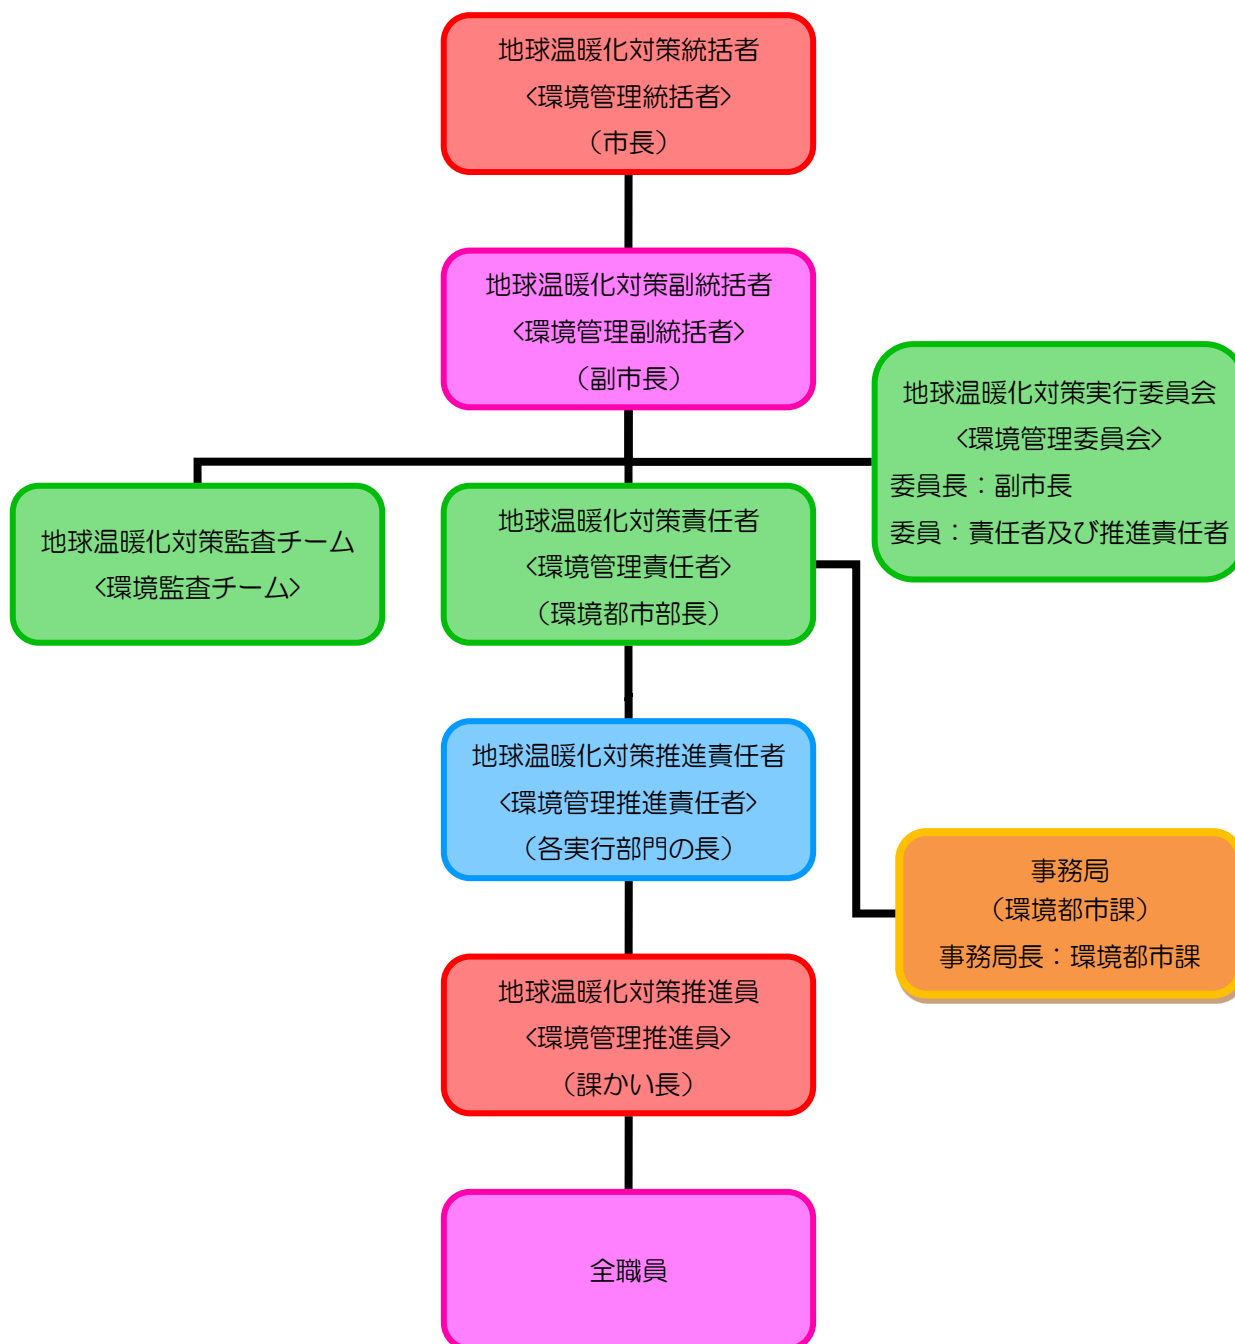 地球温暖化対策統括者
<環境管理統括者>
（市長）
地球温暖化対策副統括者
<環境管理副統括者>
（副市長）
地球温暖化対策実行委員会
<環境管理委員会>
委員長：副市長
委員：責任者及び推進責任者
地球温暖化対策監査チーム
<環境監査チーム>
地球温暖化対策責任者
<環境管理責任者>
（環境都市部長）
地球温暖化対策推進責任者
<環境管理推進責任者>
（各実行部門の長）
事務局
（環境都市課）
事務局長：環境都市課
地球温暖化対策推進員
<環境管理推進員>
（課かい長）
全職員